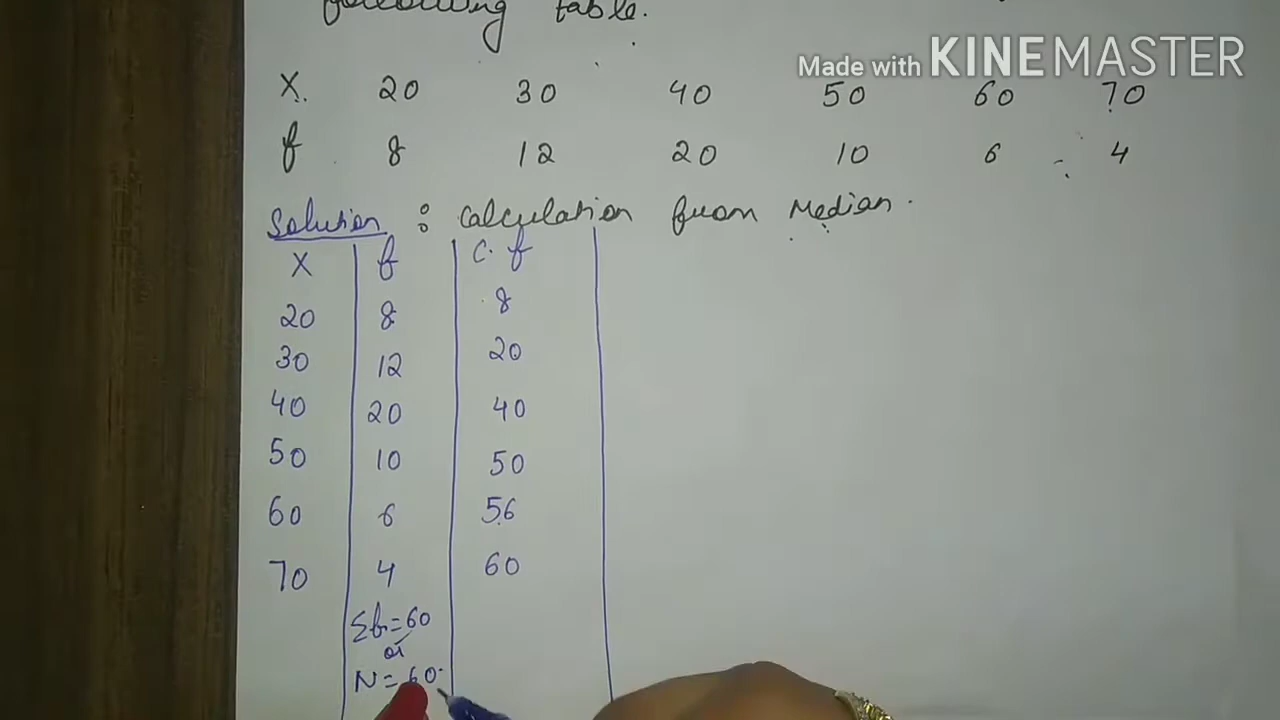 following table.
Made with KINEMASTER
X. 20 30 40 50 60 70
f 8 12 20 10 6 4
Solution : Calculation from Median.
X f C. f
20 8 8
30 12 20
40 20 40
50 10 50
60 6 56
70 4 60
Σf=60
or
N=60